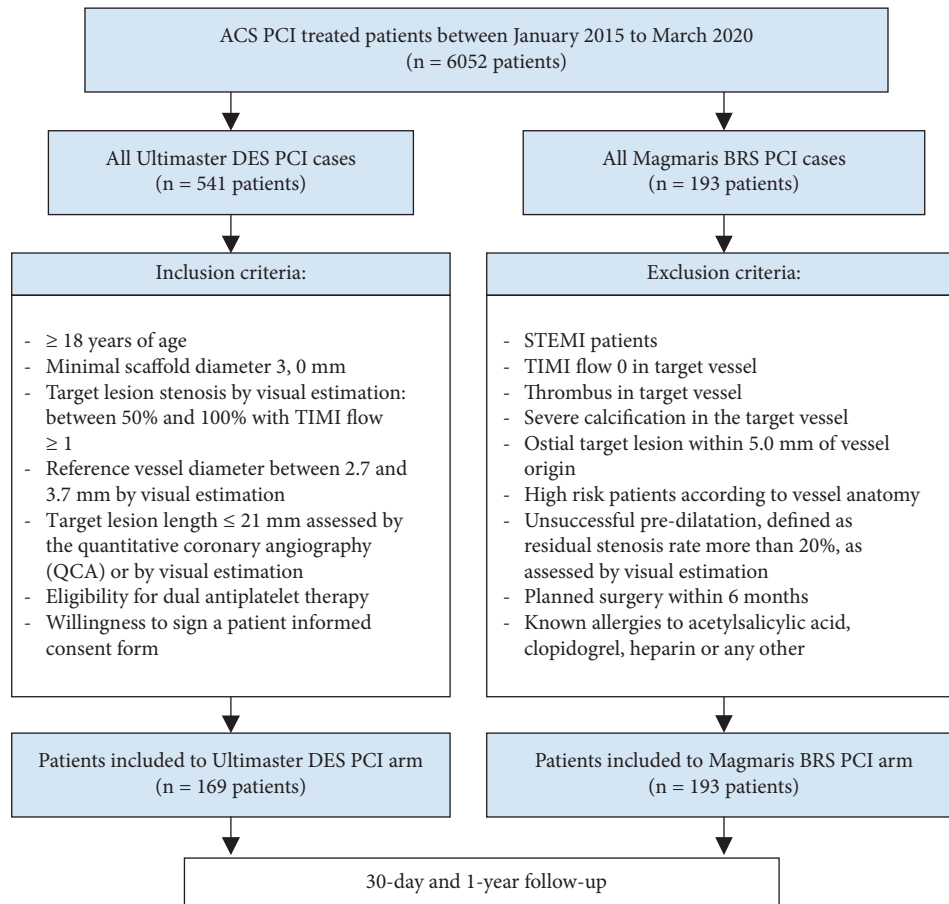 ACS PCI treated patients between January 2015 to March 2020
(n = 6052 patients)
All Ultimaster DES PCI cases
(n = 541 patients)
All Magmaris BRS PCI cases
(n = 193 patients)
Inclusion criteria:
- ≥ 18 years of age
- Minimal scaffold diameter 3, 0 mm
- Target lesion stenosis by visual estimation:
between 50% and 100% with TIMI flow
≥ 1
- Reference vessel diameter between 2.7 and
3.7 mm by visual estimation
- Target lesion length ≤ 21 mm assessed by
the quantitative coronary angiography
(QCA) or by visual estimation
- Eligibility for dual antiplatelet therapy
- Willingness to sign a patient informed
consent form
Exclusion criteria:
- STEMI patients
- TIMI flow 0 in target vessel
- Thrombus in target vessel
- Severe calcification in the target vessel
- Ostial target lesion within 5.0 mm of vessel
origin
- High risk patients according to vessel anatomy
- Unsuccessful pre-dilatation, defined as
residual stenosis rate more than 20%, as
assessed by visual estimation
- Planned surgery within 6 months
- Known allergies to acetylsalicylic acid,
clopidogrel, heparin or any other
Patients included to Ultimaster DES PCI arm
(n = 169 patients)
Patients included to Magmaris BRS PCI arm
(n = 193 patients)
30-day and 1-year follow-up